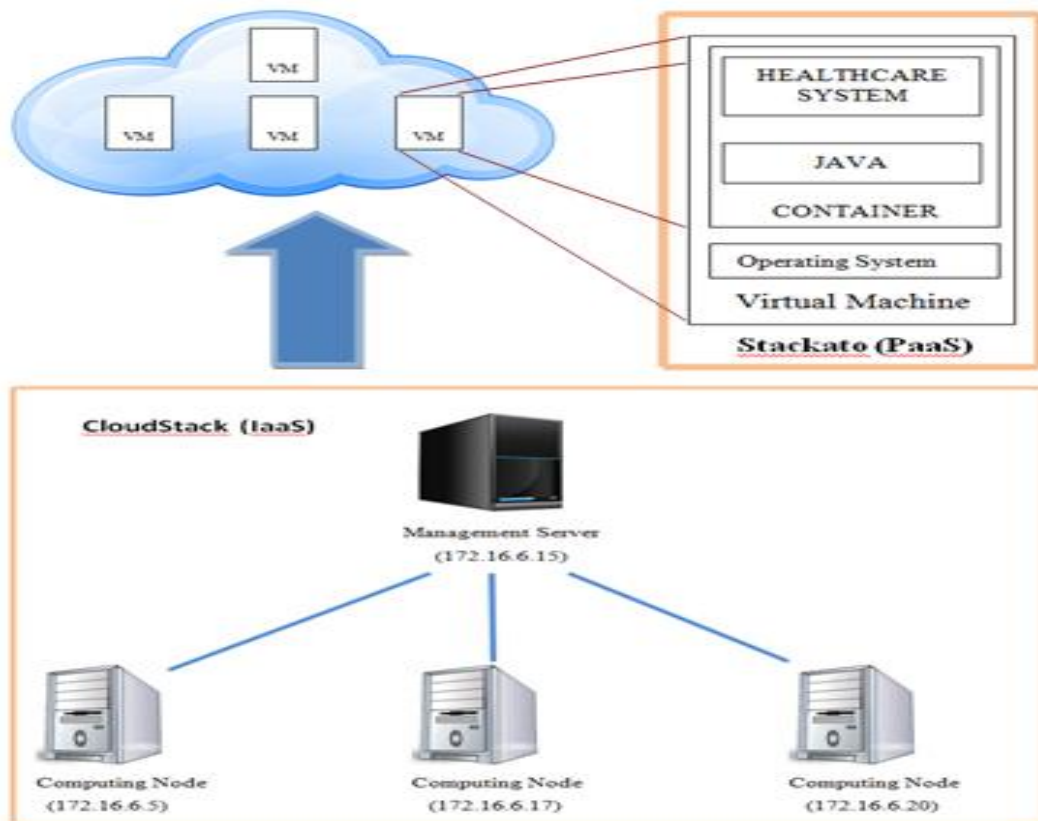 VM
VM
VM
VM
HEALTHCARE
SYSTEM
JAVA
CONTAINER
Operating System
Virtual Machine
Stackato (PaaS)
CloudStack (IaaS)
Management Server
(172.16.6.15)
Computing Node
(172.16.6.5)
Computing Node
(172.16.6.17)
Computing Node
(172.16.6.20)